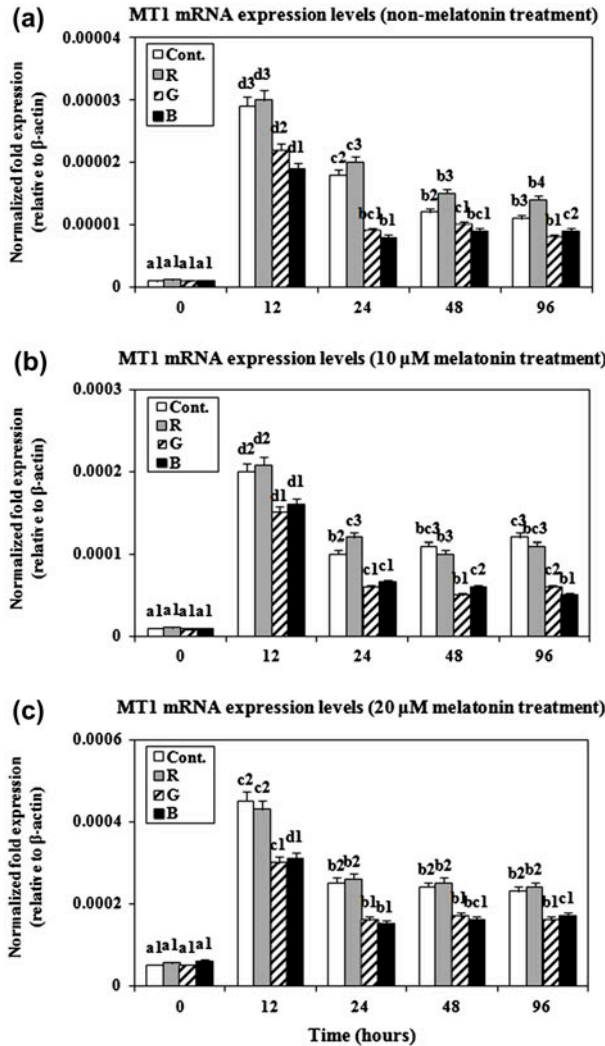 (a) MT1 mRNA expression levels (non-melatonin treatment)
Normalized fold expression
(relative to β-actin)
0.00004
0.00003
0.00002
0.00001
0
Cont.
R
G
B
a1 a1 a1 a1
d3 d3 d2 d1
c2 c3 bc1 b1
b2 b3 c1 bc1
b3 b4 b1 c2
0 12 24 48 96
(b) MT1 mRNA expression levels (10 µM melatonin treatment)
Normalized fold expression
(relative to β-actin)
0.0003
0.0002
0.0001
0
Cont.
R
G
B
a1 a1 a1 a1
d2 d2 d1 d1
b2 c3 c1 c1
bc3 b3 b1 c2
c3 bc3 c2 b1
0 12 24 48 96
(c) MT1 mRNA expression levels (20 µM melatonin treatment)
Normalized fold expression
(relative to β-actin)
0.0006
0.0004
0.0002
0
Cont.
R
G
B
a1 a1 a1 a1
c2 c2 c1 d1
b2 b2 b1 b1
b2 b2 b1 bc1
b2 b2 b1 c1
0 12 24 48 96
Time (hours)